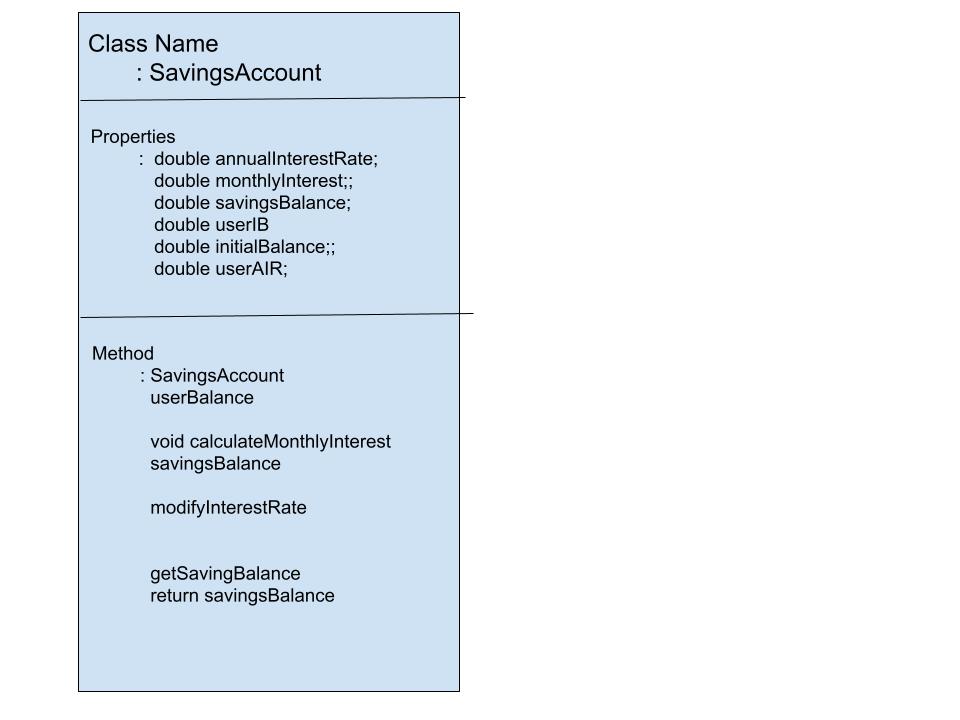 Class Name
: SavingsAccount
Properties
: double annualInterestRate;
double monthlyInterest;;
double savingsBalance;
double userIB
double initialBalance;;
double userAIR;
Method
: SavingsAccount
userBalance
void calculateMonthlyInterest
savingsBalance
modifyInterestRate
getSavingBalance
return savingsBalance